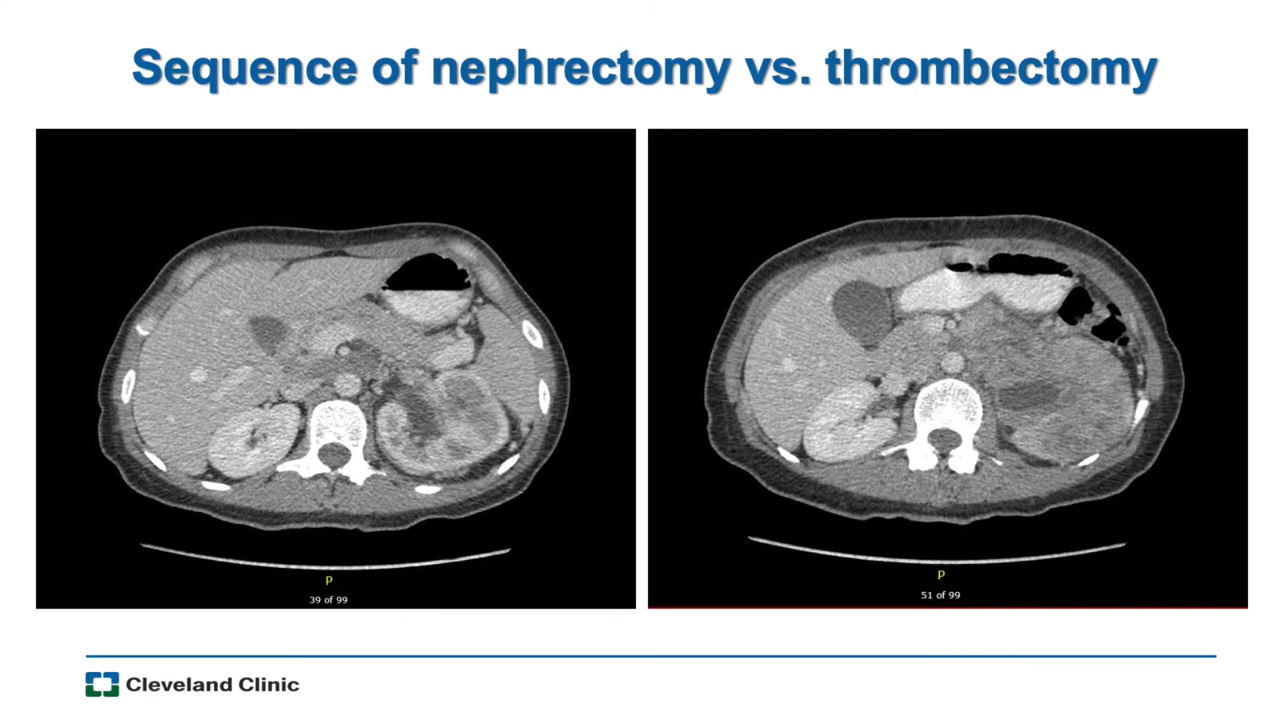 Sequence of nephrectomy vs. thrombectomy
P
39 of 99
P
51 of 99
Cleveland Clinic